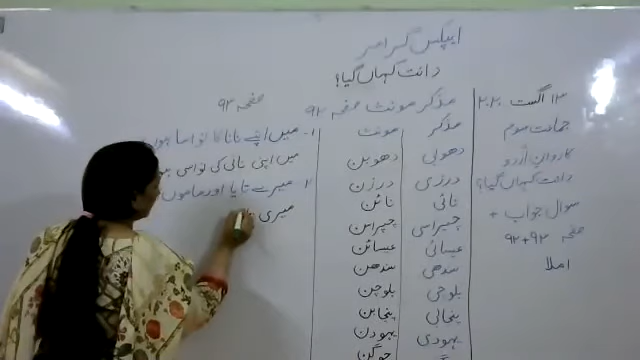 ایپکس گرامر
دانت کہاں گیا؟
۱۳ اگست ۲۰۲۰
جماعت سوم
کاروانِ اردو
دانت کہاں گیا؟
سوال جواب +
صفحہ ۹۲+۹۳
املا
مذکر مونث صفحہ ۹۲
مذکر مونث
دھوبی دھوبن
درزی درزن
نائی نائن
چپراسی چپراسن
عیسائی عیسائن
سندھی سندھن
بلوچی بلوچن
پنجابی پنجابن
یہودی یہودن
جوگن
صفحہ ۹۳
۱۔ میں اپنے نانا کا نواسا ہوں
میں اپنی نانی کی نواسی
۲ میرے تایا اور ماموں
میری